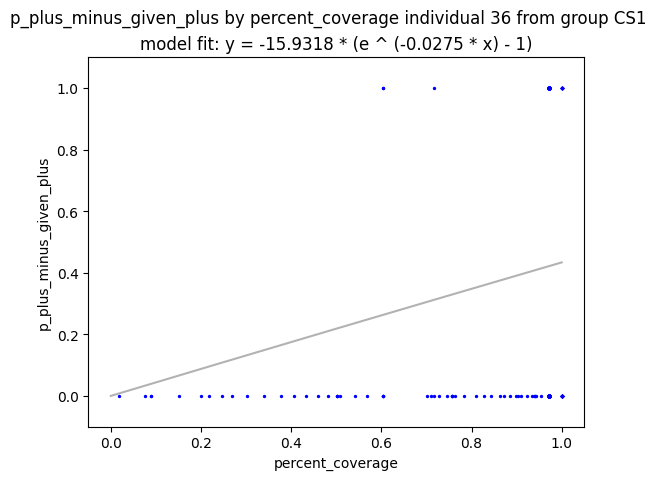 p_plus_minus_given_plus by percent_coverage individual 36 from group CS1
model fit: y = -15.9318 * (e ^ (-0.0275 * x) - 1)
1.0
0.8
0.6
0.4
0.2
0.0
p_plus_minus_given_plus
0.0 0.2 0.4 0.6 0.8 1.0
percent_coverage